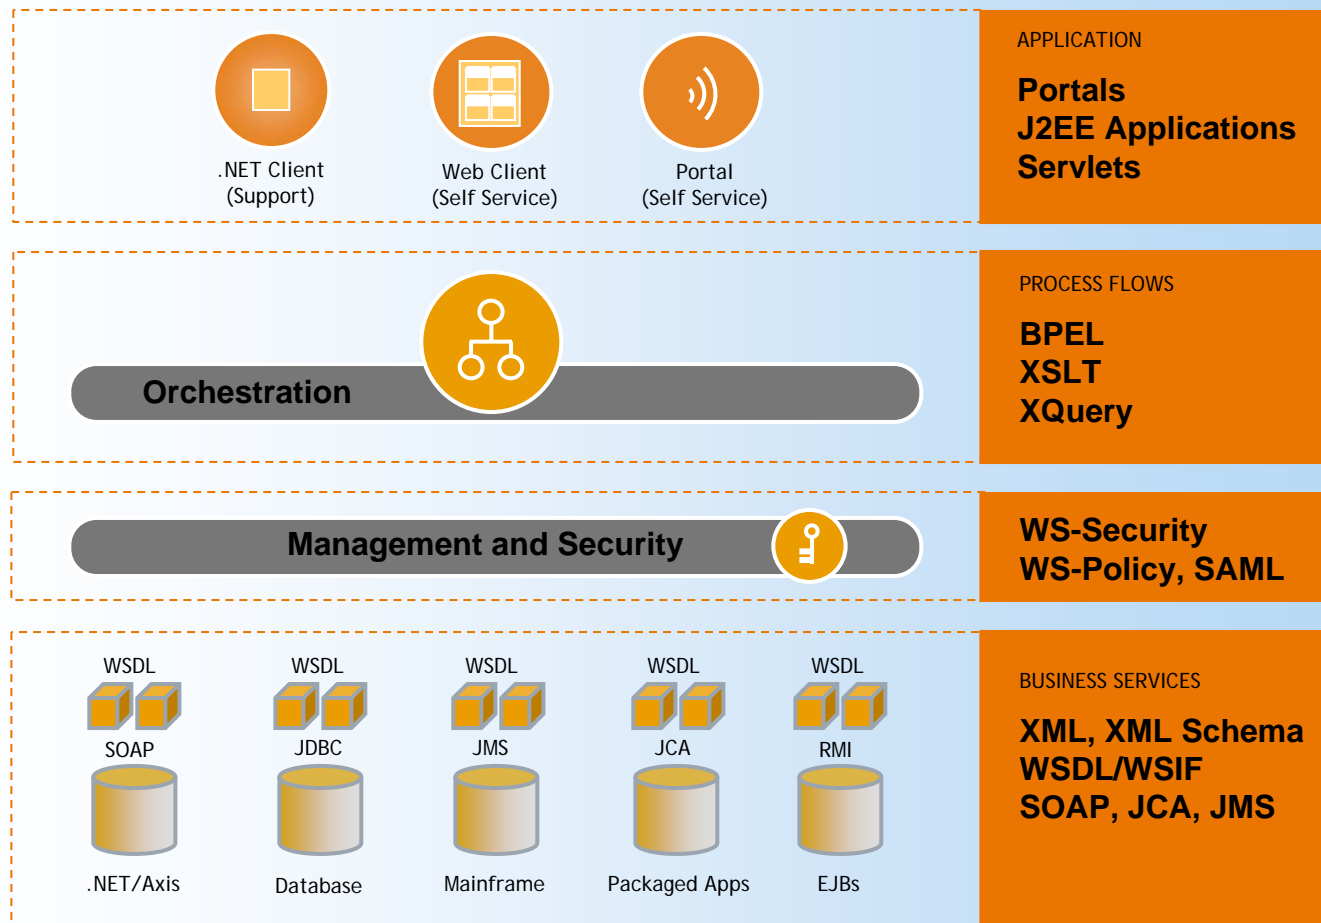 APPLICATION
Portals
J2EE Applications
Servlets
.NET Client
(Support)
Web Client
(Self Service)
Portal
(Self Service)
PROCESS FLOWS
BPEL
XSLT
XQuery
Orchestration
Management and Security
WS-Security
WS-Policy, SAML
WSDL WSDL WSDL WSDL WSDL
SOAP JDBC JMS JCA RMI
.NET/Axis Database Mainframe Packaged Apps EJBs
BUSINESS SERVICES
XML, XML Schema
WSDL/WSIF
SOAP, JCA, JMS